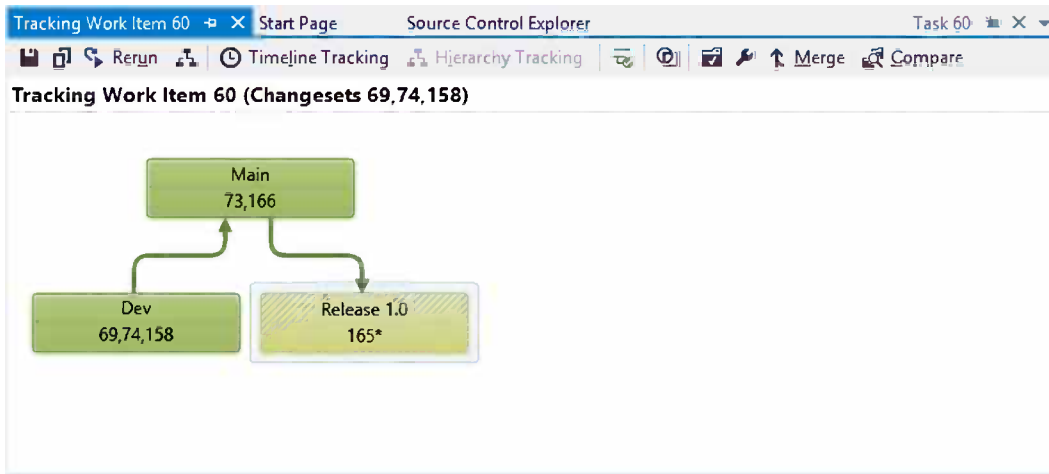 Tracking Work Item 60 Start Page Source Control Explorer Task 60
Rerun Timeline Tracking Hierarchy Tracking Merge Compare
Tracking Work Item 60 (Changesets 69,74,158)
Main
73,166
Dev
69,74,158
Release 1.0
165*